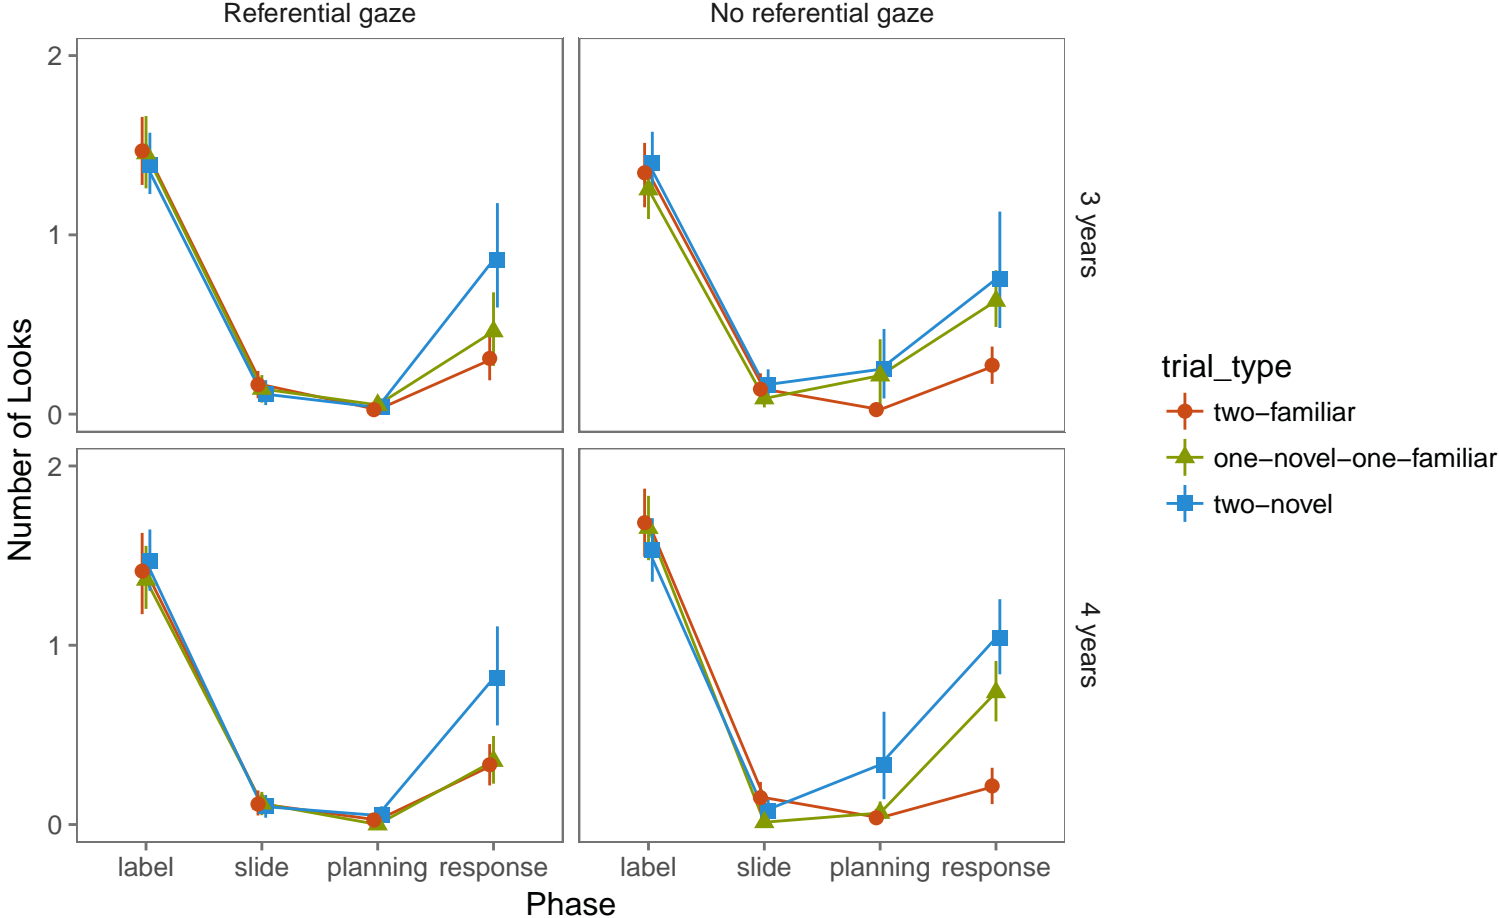 Referential gaze
No referential gaze
Number of Looks
2
1
0
3 years
2
1
0
4 years
label slide planning response
label slide planning response
Phase
trial_type
two−familiar
one−novel−one−familiar
two−novel